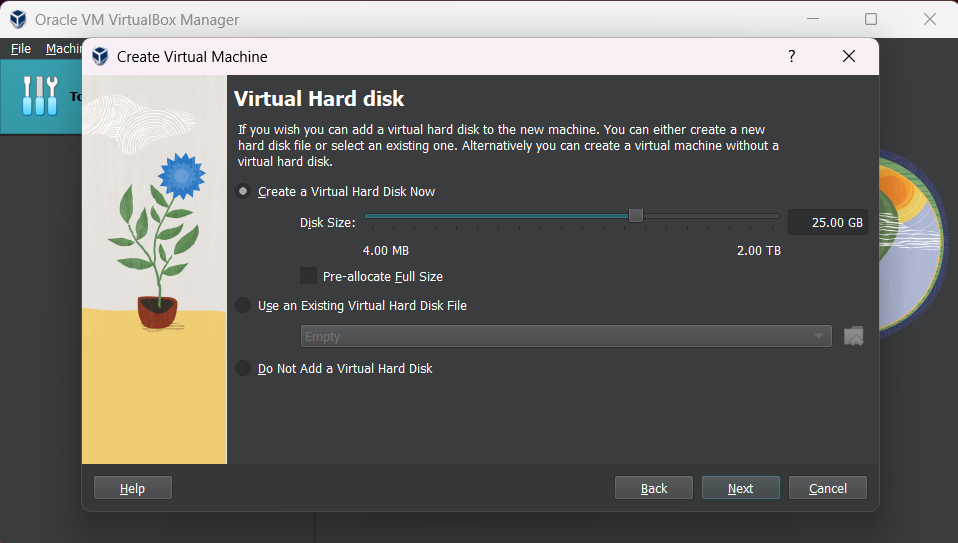 Oracle VM VirtualBox Manager
File Machin
Create Virtual Machine ?
To
Virtual Hard disk
If you wish you can add a virtual hard disk to the new machine. You can either create a new
hard disk file or select an existing one. Alternatively you can create a virtual machine without a
virtual hard disk.
Create a Virtual Hard Disk Now
Disk Size: 25.00 GB
4.00 MB 2.00 TB
Pre-allocate Full Size
Use an Existing Virtual Hard Disk File
Empty
Do Not Add a Virtual Hard Disk
Help Back Next Cancel